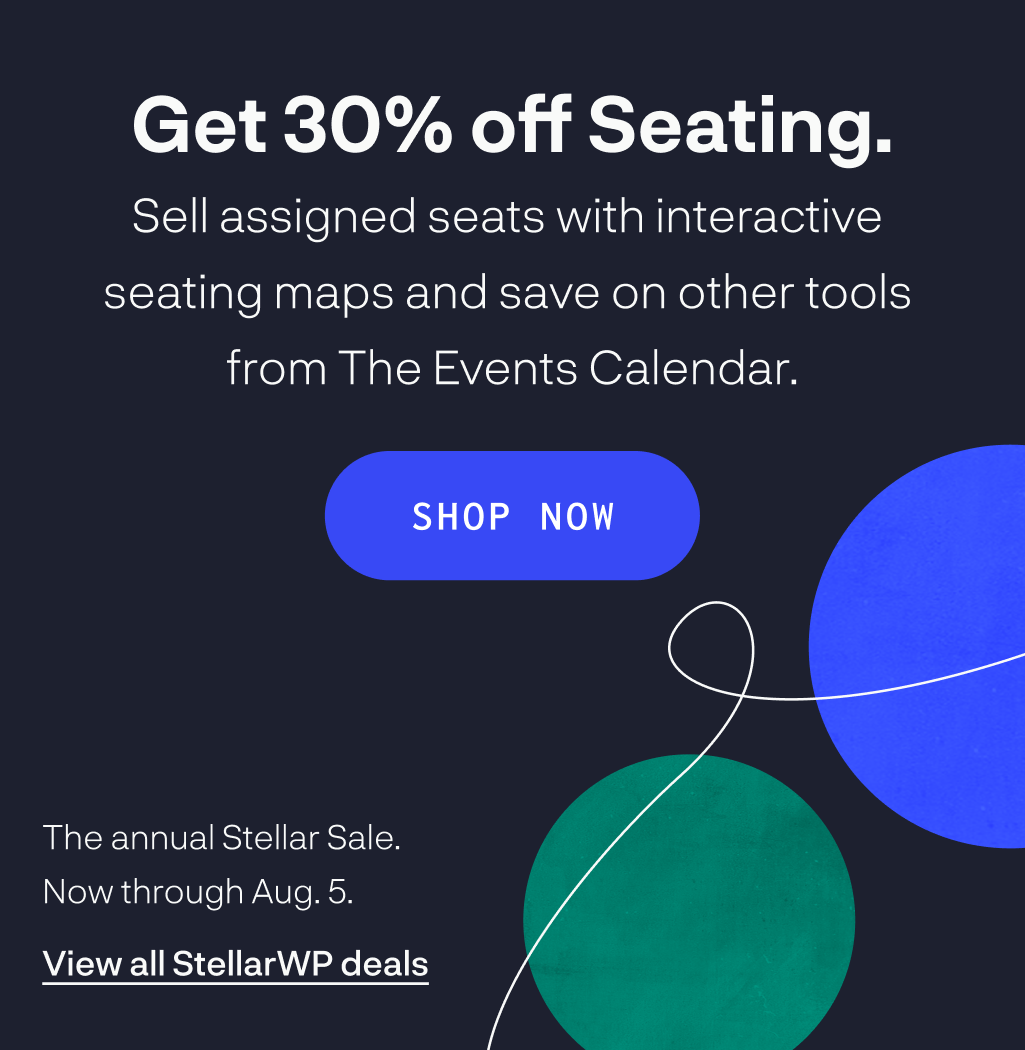 Get 30% off Seating.
Sell assigned seats with interactive
seating maps and save on other tools
from The Events Calendar.
SHOP NOW
The annual Stellar Sale.
Now through Aug. 5.
View all StellarWP deals